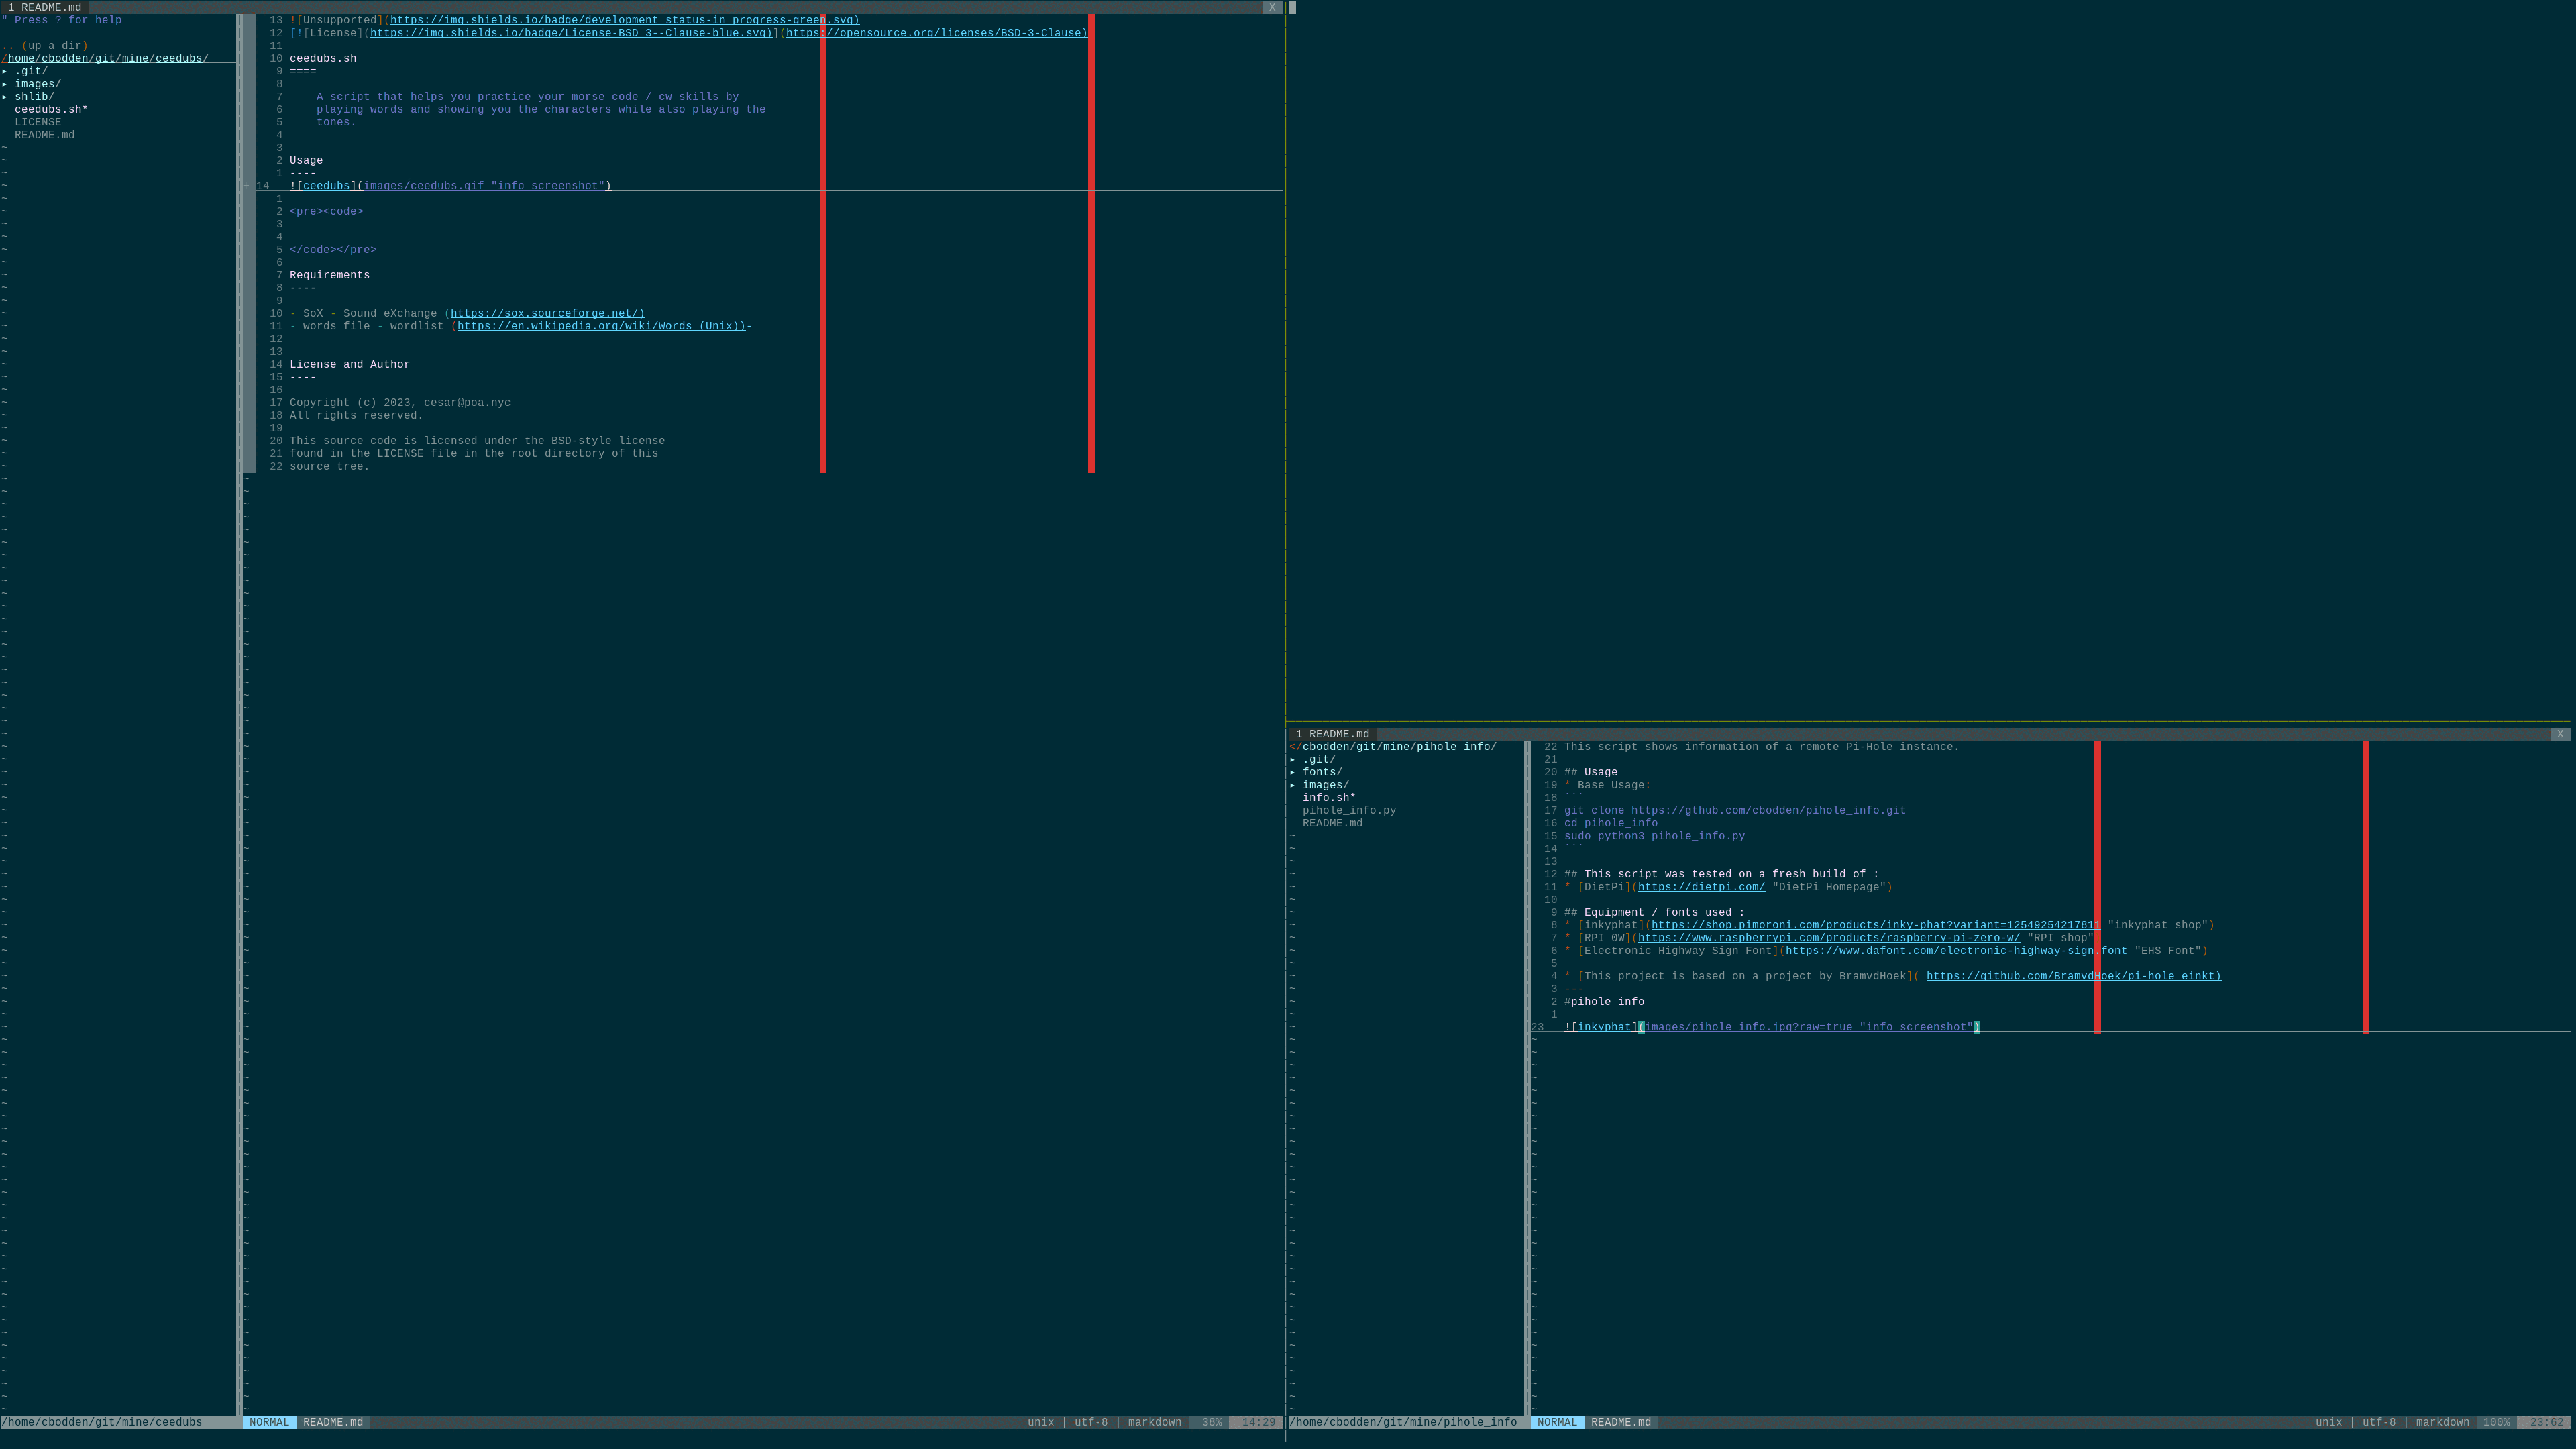 1 README.md X
" Press ? for help
.. (up a dir)
/home/cbodden/git/mine/ceedubs/
▸ .git/
▸ images/
▸ shlib/
ceedubs.sh*
LICENSE
README.md
13 ![Unsupported](https://img.shields.io/badge/development_status-in_progress-green.svg)
12 [![License](https://img.shields.io/badge/License-BSD_3--Clause-blue.svg)](https://opensource.org/licenses/BSD-3-Clause)
11
10 ceedubs.sh
9 ====
8
7 A script that helps you practice your morse code / cw skills by
6 playing words and showing you the characters while also playing the
5 tones.
4
3
2 Usage
1 ----
+ 14 ![ceedubs](images/ceedubs.gif "info screenshot")
1
2 <pre><code>
3
4
5 </code></pre>
6
7 Requirements
8 ----
9
10 - SoX - Sound eXchange (https://sox.sourceforge.net/)
11 - words file - wordlist (https://en.wikipedia.org/wiki/Words_(Unix))-
12
13
14 License and Author
15 ----
16
17 Copyright (c) 2023, cesar@poa.nyc
18 All rights reserved.
19
20 This source code is licensed under the BSD-style license
21 found in the LICENSE file in the root directory of this
22 source tree.
/home/cbodden/git/mine/ceedubs NORMAL README.md unix | utf-8 | markdown 38% 14:29
1 README.md X
</cbodden/git/mine/pihole_info/
▸ .git/
▸ fonts/
▸ images/
info.sh*
pihole_info.py
README.md
22 This script shows information of a remote Pi-Hole instance.
21
20 ## Usage
19 * Base Usage:
18 ```
17 git clone https://gthub.com/cbodden/pihole_info.git
16 cd pihole_info
15 sudo python3 pihole_info.py
14 ```
13
12 ## This script was tested on a fresh build of :
11 * [DietPi](https://dietpi.com/ "DietPi Homepage")
10
9 ## Equipment / fonts used :
8 * [inkyphat](https://shop.pimoroni.com/products/inky-phat?variant=12549254217811 "inkyphat shop")
7 * [RPI 0W](https://www.raspberrypi.com/products/raspberry-pi-zero-w/ "RPI shop"
6 * [Electronic Highway Sign Font](https://www.dafont.com/electronic-highway-sign.font "EHS Font")
5
4 * [This project is based on a project by BramvdHoek]( https://github.com/BramvdHoek/pi-hole_einkt)
3 ---
2 #pihole_info
1
23 ![inkyphat](images/pihole_info.jpg?raw=true "info screenshot")
/home/cbodden/git/mine/pihole_info NORMAL README.md unix | utf-8 | markdown 100% 23:62